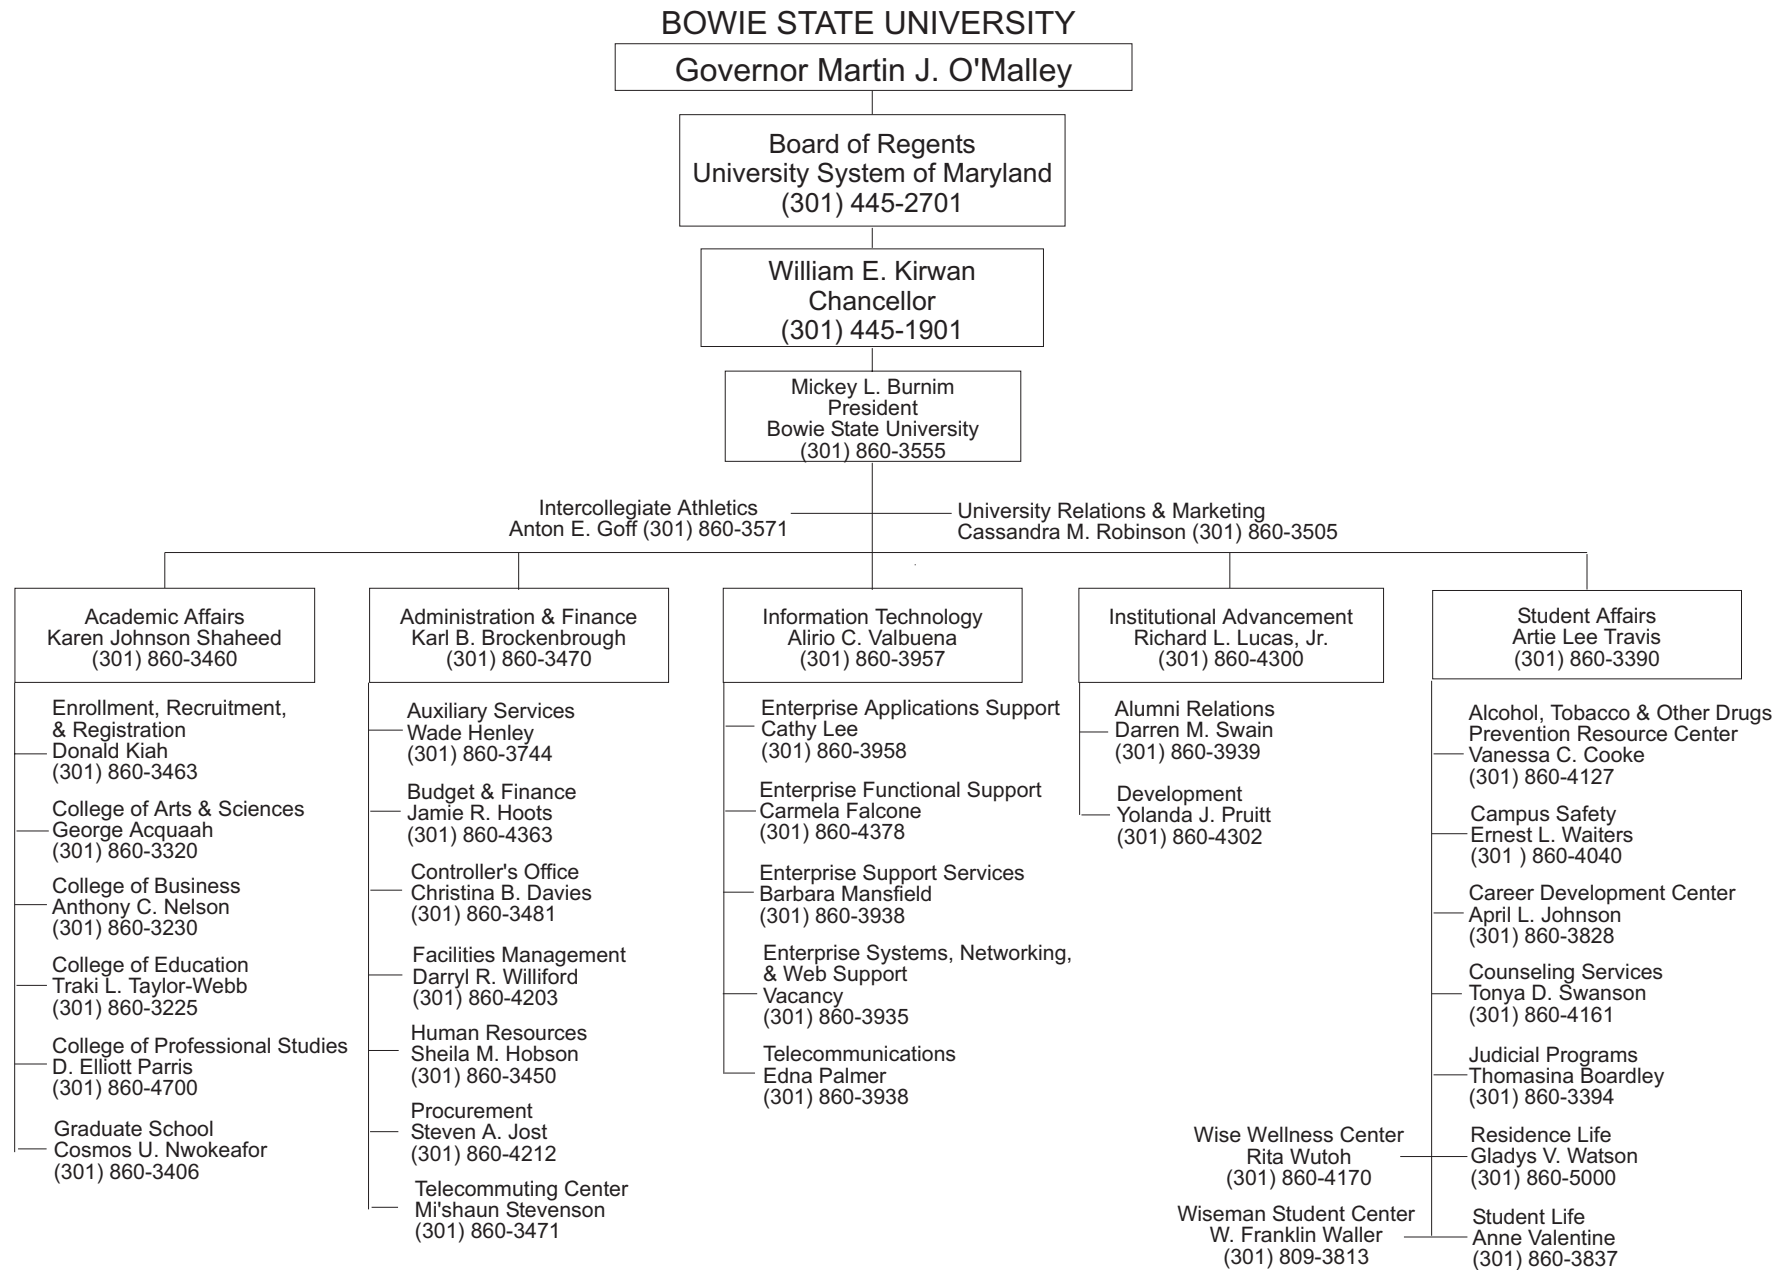 BOWIE STATE UNIVERSITY
Governor Martin J. O'Malley
Board of Regents
University System of Maryland
(301) 445-2701
William E. Kirwan
Chancellor
(301) 445-1901
Mickey L. Burnim
President
Bowie State University
(301) 860-3555
Intercollegiate Athletics
Anton E. Goff (301) 860-3571
University Relations & Marketing
Cassandra M. Robinson (301) 860-3505
Academic Affairs
Karen Johnson Shaheed
(301) 860-3460
Enrollment, Recruitment,
& Registration
Donald Kiah
(301) 860-3463
College of Arts & Sciences
George Acquaah
(301) 860-3320
College of Business
Anthony C. Nelson
(301) 860-3230
College of Education
Traki L. Taylor-Webb
(301) 860-3225
College of Professional Studies
D. Elliott Parris
(301) 860-4700
Graduate School
Cosmos U. Nwokeafor
(301) 860-3406
Administration & Finance
Karl B. Brockenbrough
(301) 860-3470
Auxiliary Services
Wade Henley
(301) 860-3744
Budget & Finance
Jamie R. Hoots
(301) 860-4363
Controller's Office
Christina B. Davies
(301) 860-3481
Facilities Management
Darryl R. Williford
(301) 860-4203
Human Resources
Sheila M. Hobson
(301) 860-3450
Procurement
Steven A. Jost
(301) 860-4212
Telecommuting Center
Mi'shaun Stevenson
(301) 860-3471
Information Technology
Alirio C. Valbuena
(301) 860-3957
Enterprise Applications Support
Cathy Lee
(301) 860-3958
Enterprise Functional Support
Carmela Falcone
(301) 860-4378
Enterprise Support Services
Barbara Mansfield
(301) 860-3938
Enterprise Systems, Networking,
& Web Support
Vacancy
(301) 860-3935
Telecommunications
Edna Palmer
(301) 860-3938
Institutional Advancement
Richard L. Lucas, Jr.
(301) 860-4300
Alumni Relations
Darren M. Swain
(301) 860-3939
Development
Yolanda J. Pruitt
(301) 860-4302
Student Affairs
Artie Lee Travis
(301) 860-3390
Alcohol, Tobacco & Other Drugs
Prevention Resource Center
Vanessa C. Cooke
(301) 860-4127
Campus Safety
Ernest L. Waiters
(301 ) 860-4040
Career Development Center
April L. Johnson
(301) 860-3828
Counseling Services
Tonya D. Swanson
(301) 860-4161
Judicial Programs
Thomasina Boardley
(301) 860-3394
Wise Wellness Center
Rita Wutoh
(301) 860-4170
Residence Life
Gladys V. Watson
(301) 860-5000
Wiseman Student Center
W. Franklin Waller
(301) 809-3813
Student Life
Anne Valentine
(301) 860-3837